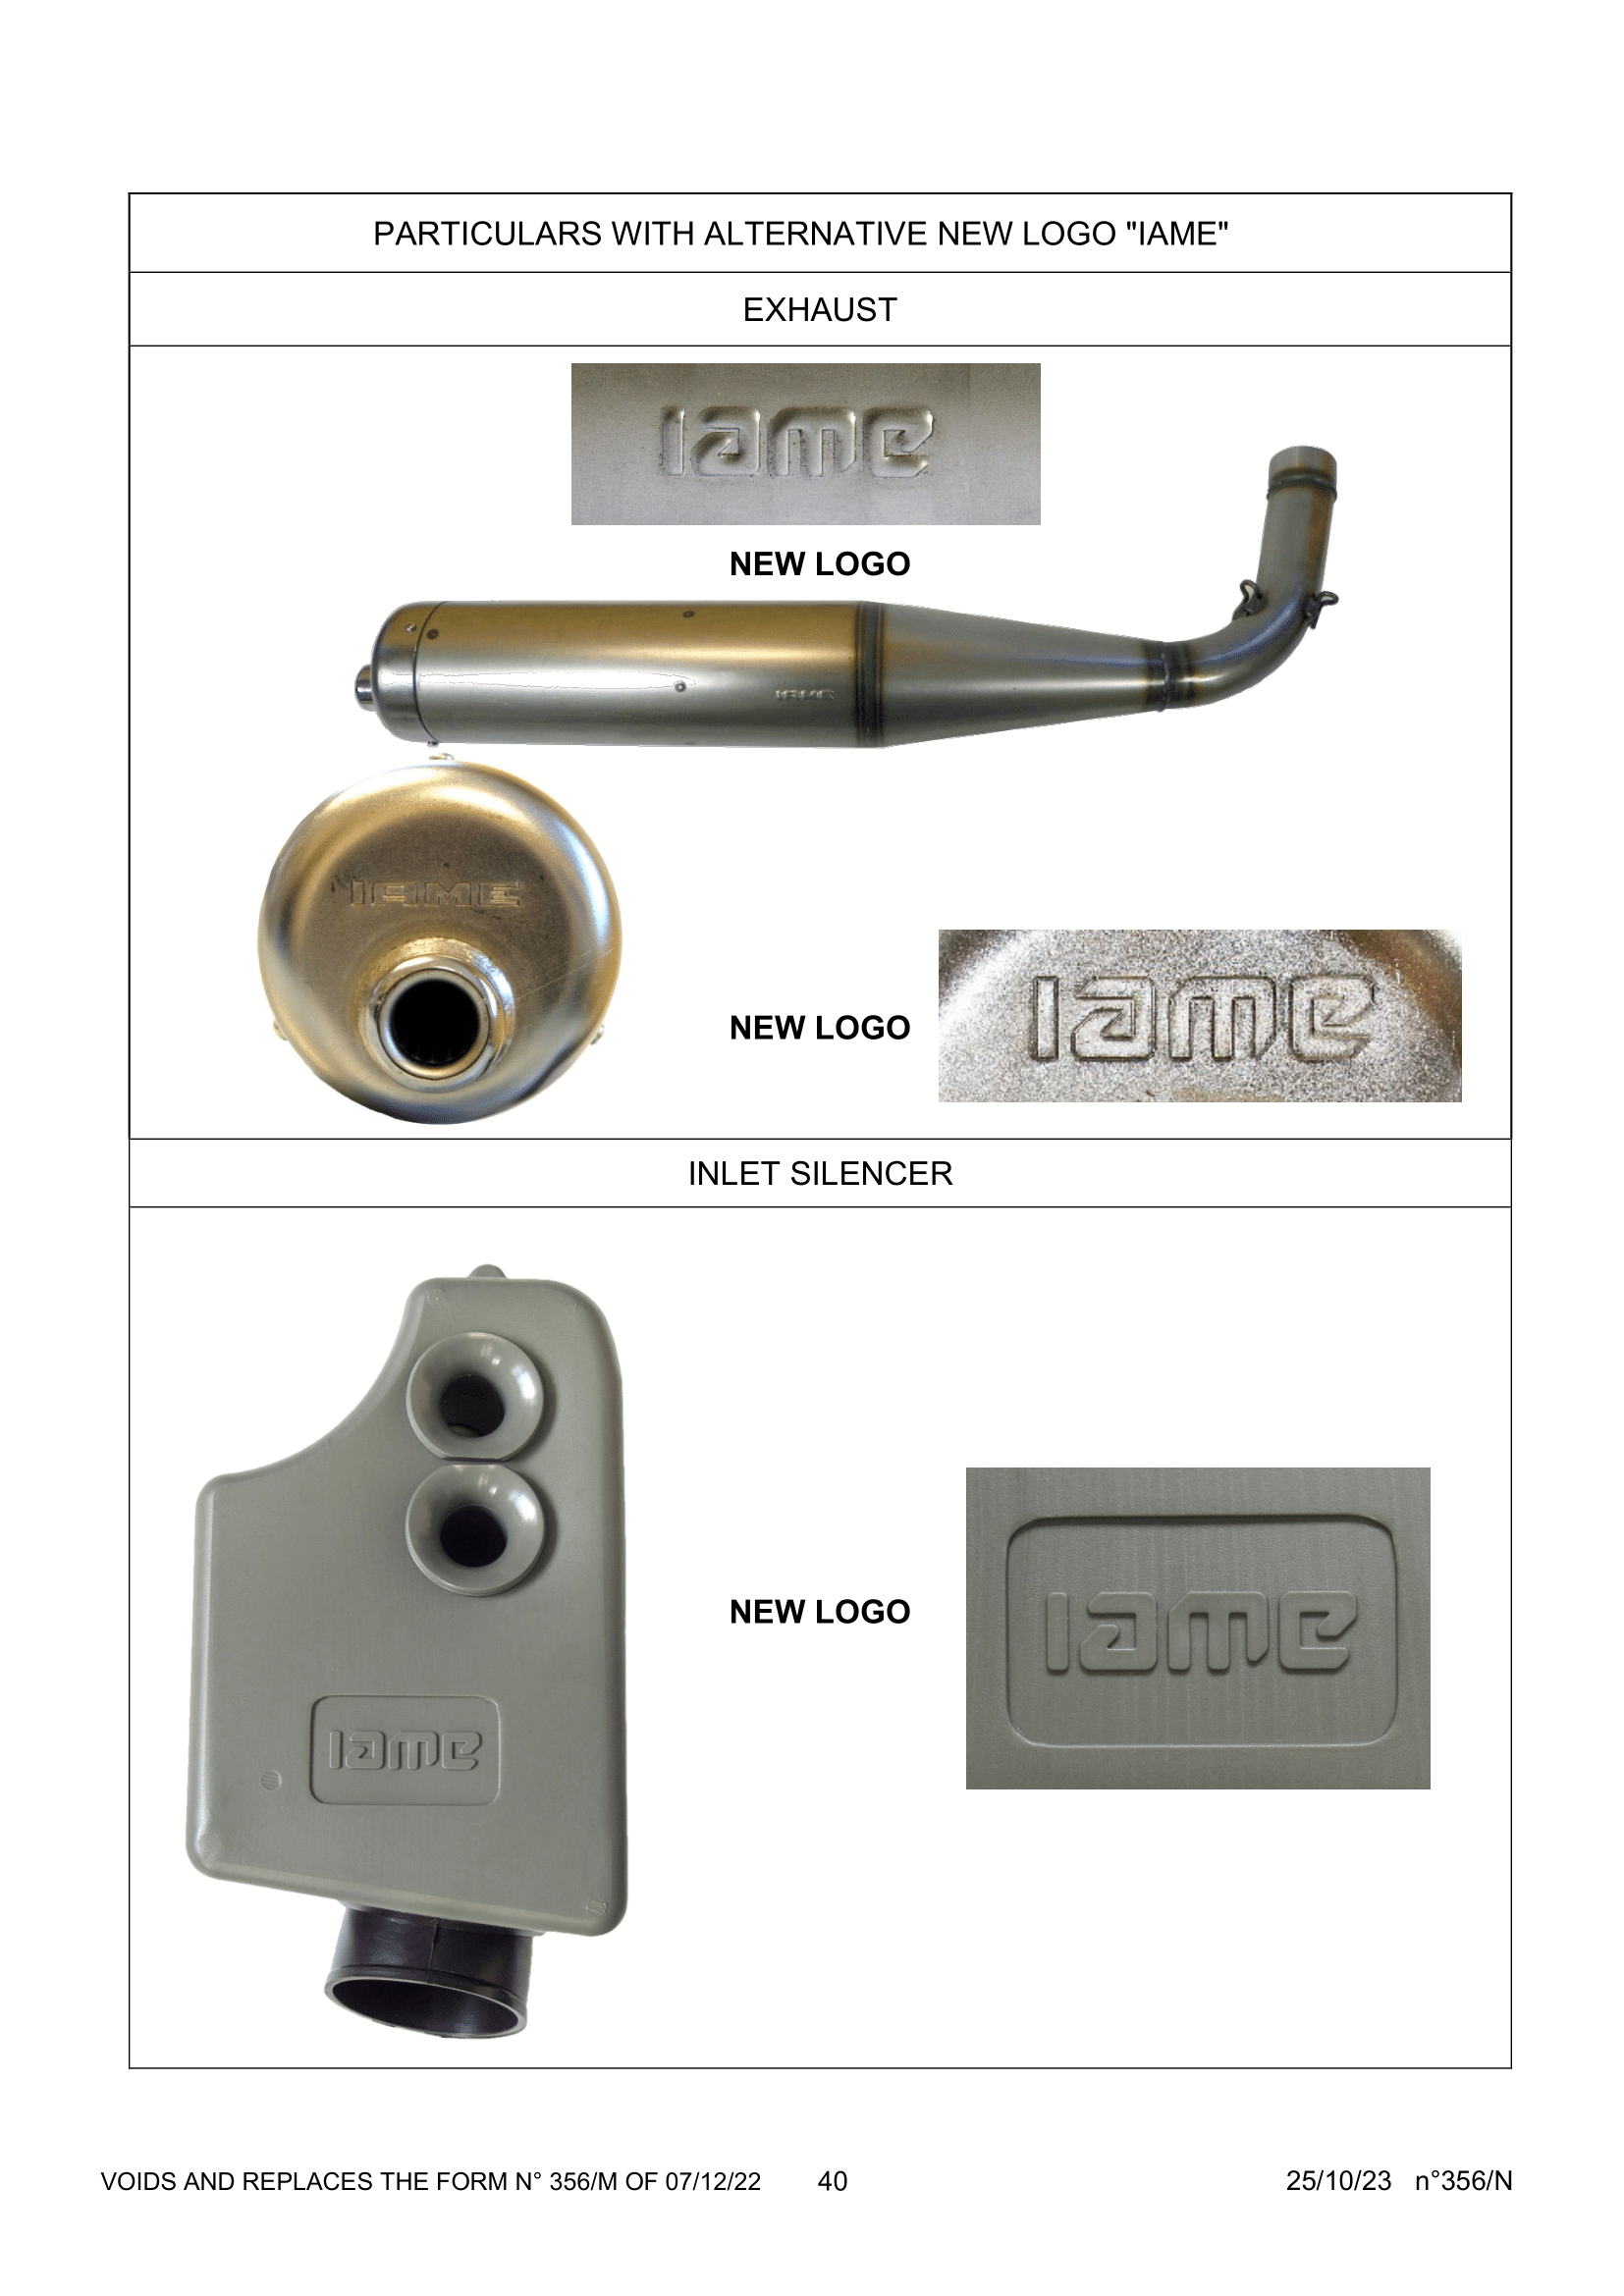 PARTICULARS WITH ALTERNATIVE NEW LOGO "IAME"
EXHAUST
IAME
NEW LOGO
IAME
IAME
NEW LOGO
IAME
INLET SILENCER
NEW LOGO
IAME
IAME
VOIDS AND REPLACES THE FORM N° 356/M OF 07/12/22 40 25/10/23 n°356/N